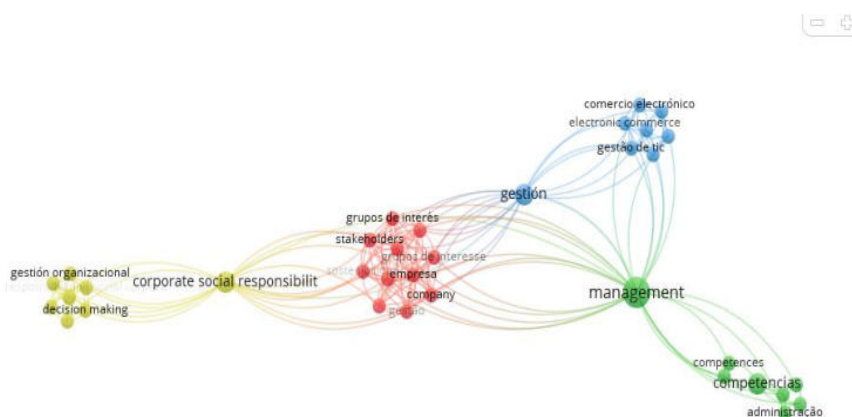 comercio electrónico
electronic commerce
gestão de tic
gestión
grupos de interés
stakeholders
grupos de interesse
empresa
company
gestão
gestión organizacional
corporate social responsibilit
decision making
management
competences
competencias
administração